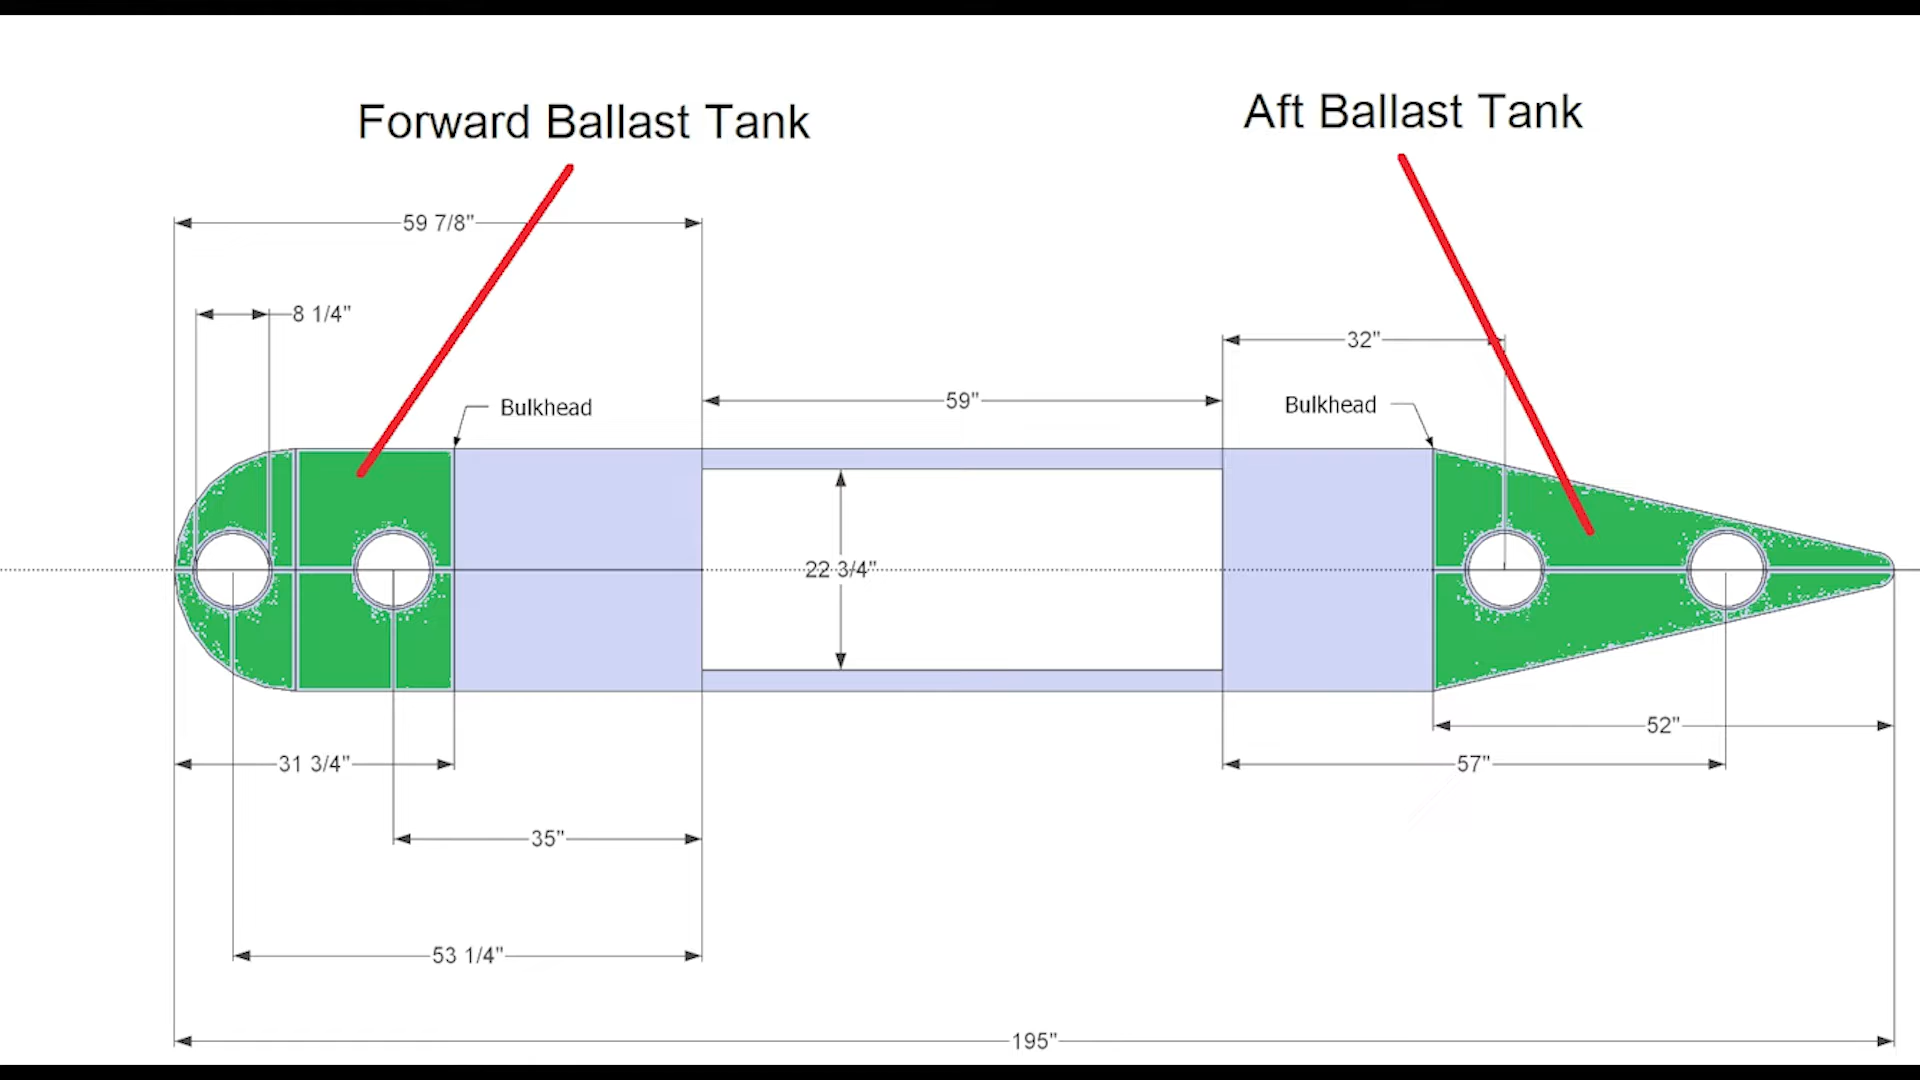 Forward Ballast Tank
Aft Ballast Tank
59 7/8"
8 1/4"
32"
59"
Bulkhead
Bulkhead
22 3/4"
52"
31 3/4"
57"
35"
53 1/4"
195"